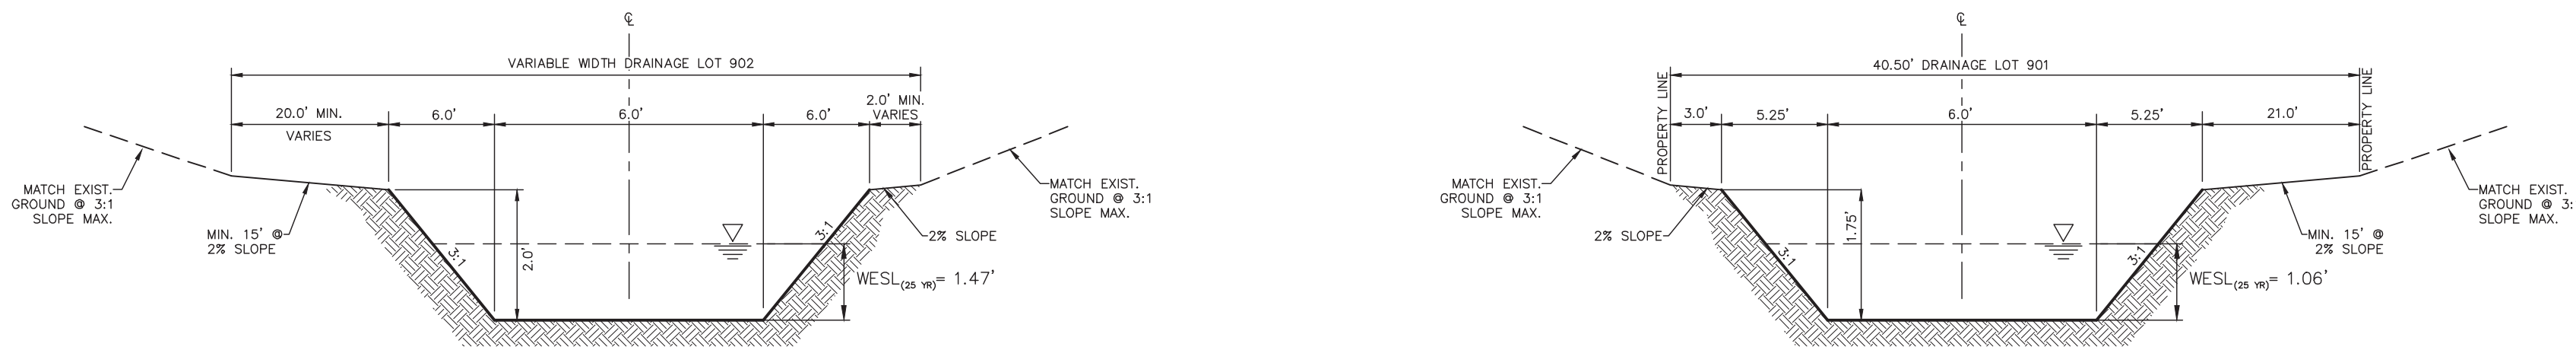 ℄
VARIABLE WIDTH DRAINAGE LOT 902
20.0' MIN.
VARIES
6.0'
6.0'
6.0'
2.0' MIN.
VARIES
MATCH EXIST.
GROUND @ 3:1
SLOPE MAX.
MIN. 15' @
2% SLOPE
3:1
2.0'
3:1
2% SLOPE
MATCH EXIST.
GROUND @ 3:1
SLOPE MAX.
WESL(25 YR)= 1.47'
℄
40.50' DRAINAGE LOT 901
PROPERTY LINE
PROPERTY LINE
3.0'
5.25'
6.0'
5.25'
21.0'
MATCH EXIST.
GROUND @ 3:1
SLOPE MAX.
2% SLOPE
3:1
1.75'
3:1
MIN. 15' @
2% SLOPE
MATCH EXIST.
GROUND @ 3:
SLOPE MAX.
WESL(25 YR)= 1.06'